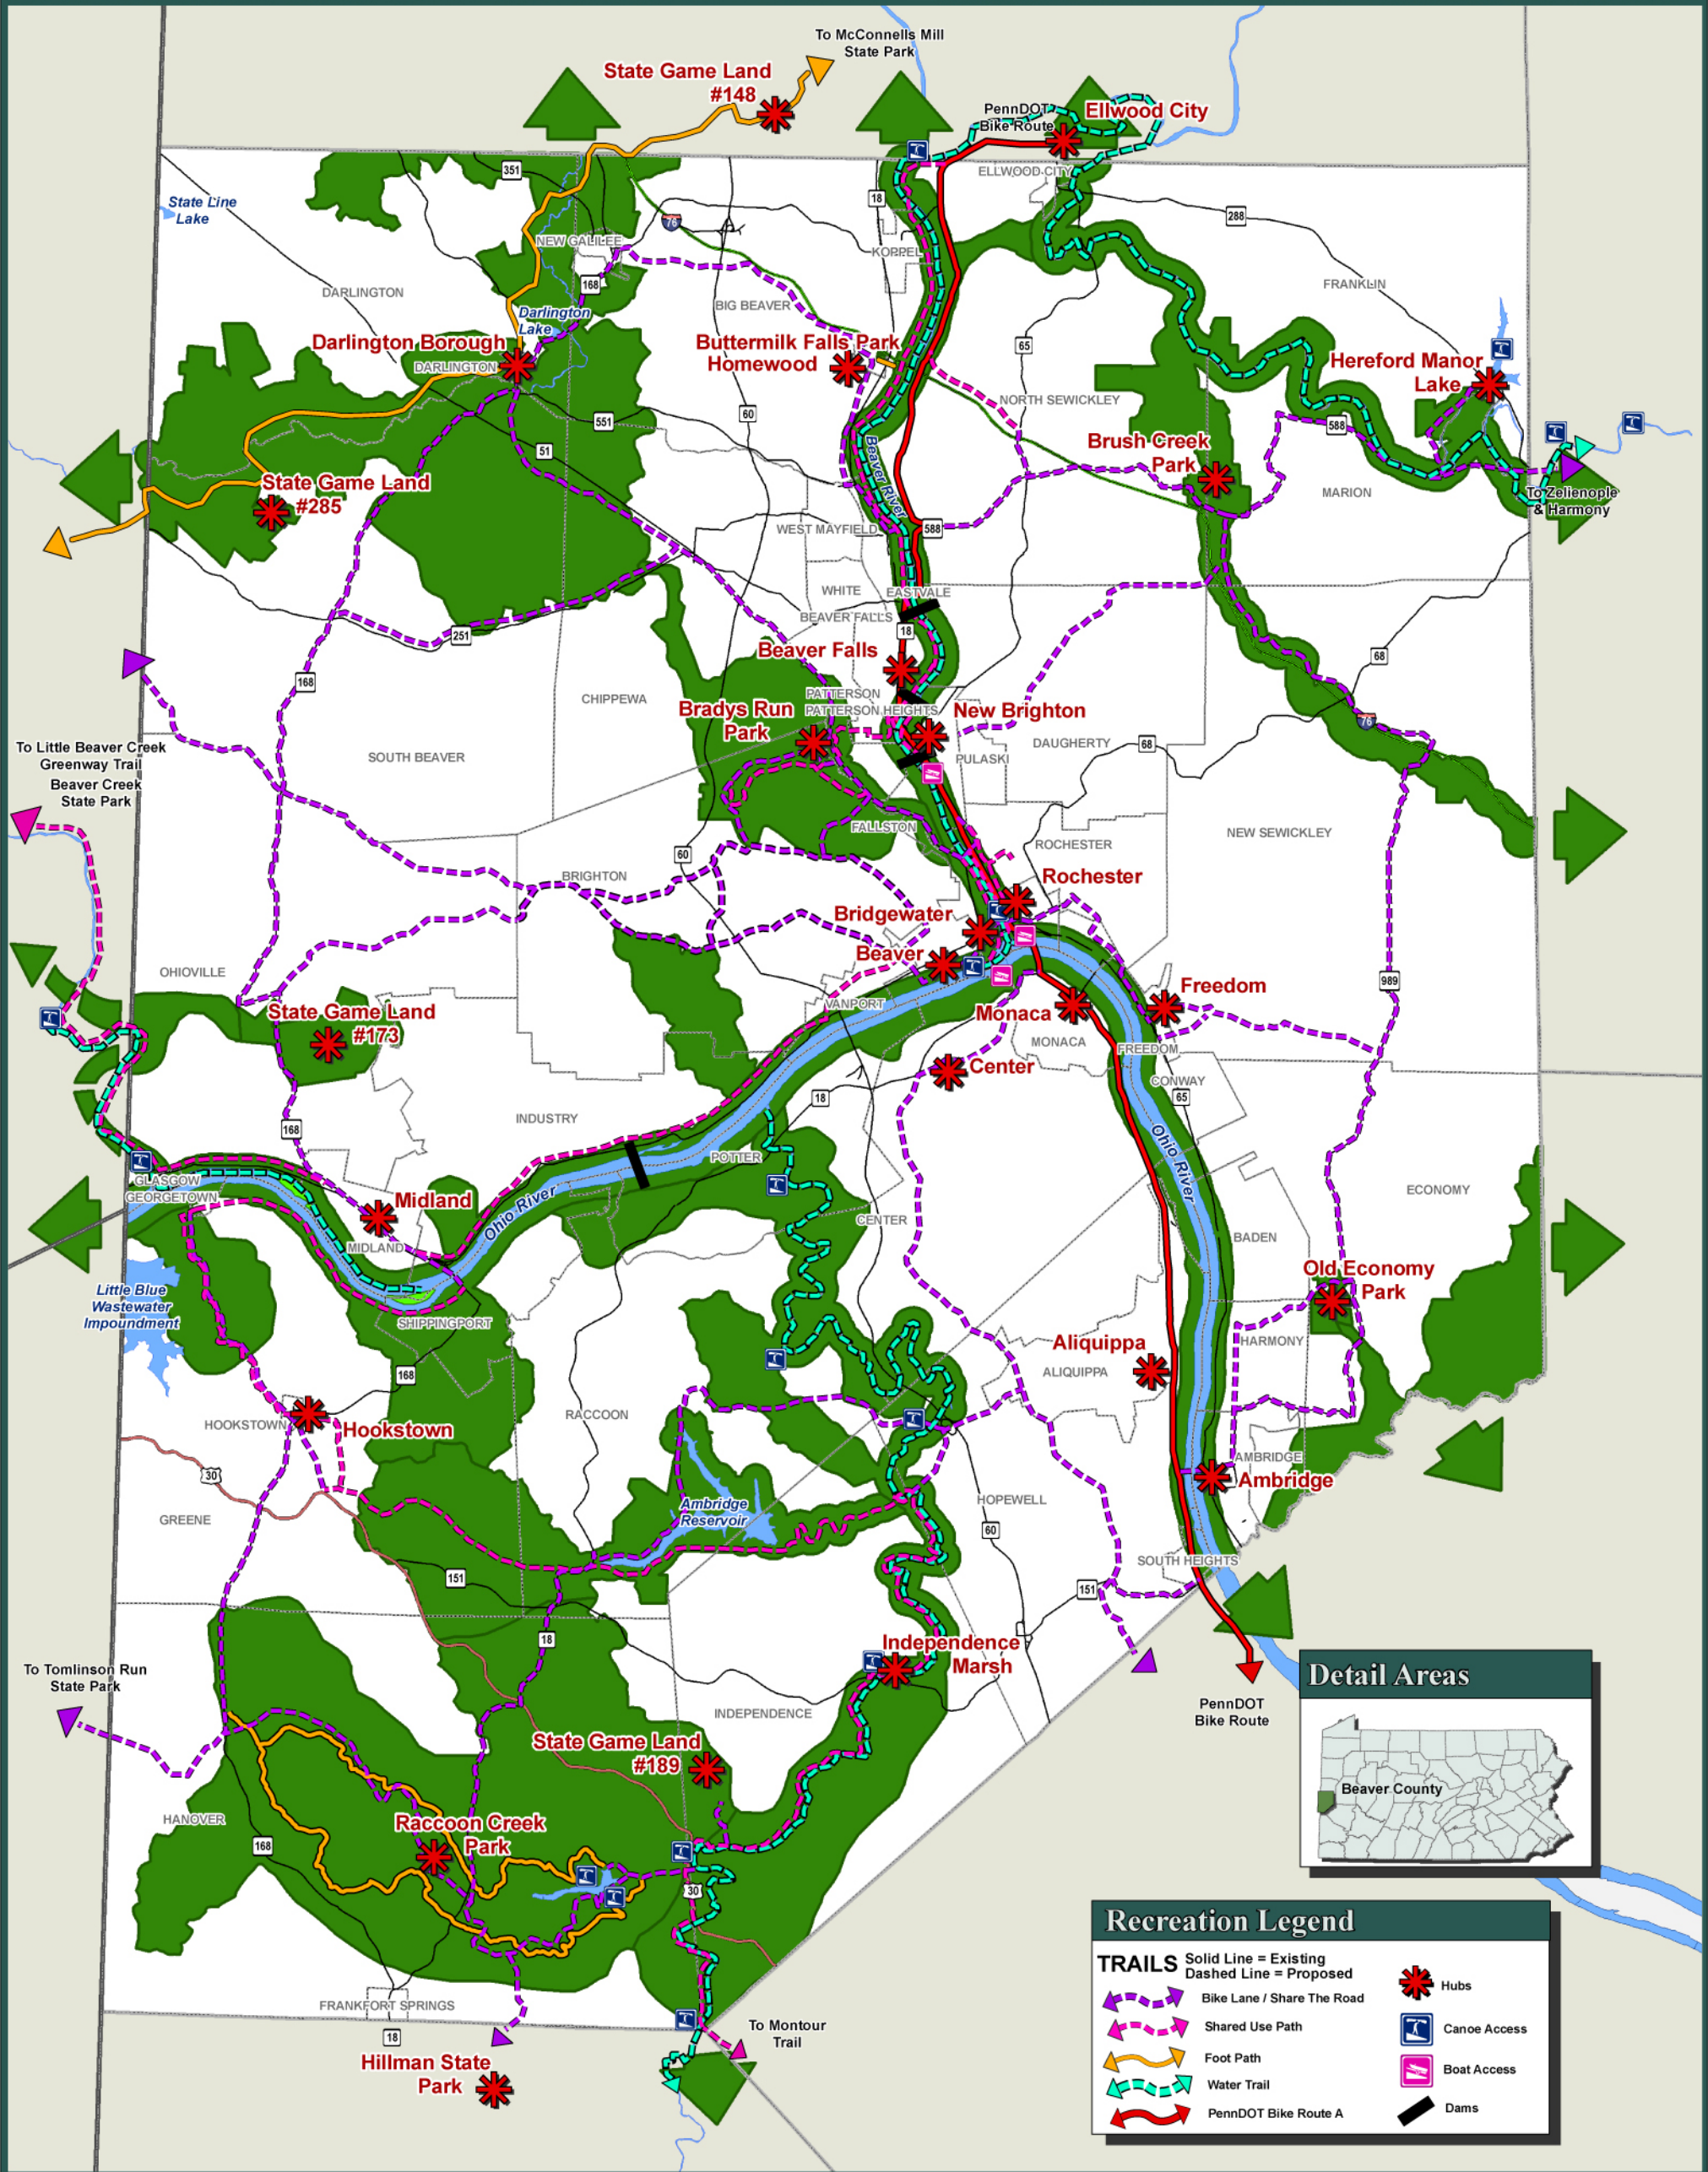 To McConnells Mill
State Park
State Game Land
#148
PennDOT
Bike Route
Ellwood City
ELLWOOD CITY
351
State Line
Lake
18
288
76
NEW GALILEE
KOPPEL
168
DARLINGTON
BIG BEAVER
FRANKLIN
Darlington
Lake
Darlington Borough
DARLINGTON
Buttermilk Falls Park
Homewood
65
Hereford Manor
Lake
NORTH SEWICKLEY
60
551
588
51
Brush Creek
Park
Beaver River
State Game Land
#285
MARION
To Zelienople
& Harmony
WEST MAYFIELD
588
WHITE
EASTVALE
BEAVER FALLS
18
251
Beaver Falls
68
168
CHIPPEWA
PATTERSON
PATTERSON HEIGHTS
Bradys Run
Park
New Brighton
76
To Little Beaver Creek
Greenway Trail
Beaver Creek
State Park
SOUTH BEAVER
DAUGHERTY
68
PULASKI
FALLSTON
NEW SEWICKLEY
ROCHESTER
60
BRIGHTON
Rochester
Bridgewater
Beaver
OHIOVILLE
989
Freedom
VANPORT
State Game Land
#173
Monaca
MONACA
FREEDOM
Center
CONWAY
18
65
INDUSTRY
168
Ohio River
POTTER
GLASGOW
GEORGETOWN
ECONOMY
Midland
Ohio River
CENTER
MIDLAND
BADEN
Old Economy
Park
Little Blue
Wastewater
Impoundment
SHIPPINGPORT
HARMONY
Aliquippa
168
ALIQUIPPA
RACCOON
HOOKSTOWN
Hookstown
30
AMBRIDGE
Ambridge
Ambridge
Reservoir
HOPEWELL
GREENE
60
SOUTH HEIGHTS
151
151
18
Independence
Marsh
To Tomlinson Run
State Park
PennDOT
Bike Route
INDEPENDENCE
State Game Land
#189
HANOVER
Raccoon Creek
Park
168
30
FRANKFORT SPRINGS
18
To Montour
Trail
Hillman State
Park
Detail Areas
Beaver County
Recreation Legend
TRAILS Solid Line = Existing
Dashed Line = Proposed
Bike Lane / Share The Road
Shared Use Path
Foot Path
Water Trail
PennDOT Bike Route A
Hubs
Canoe Access
Boat Access
Dams